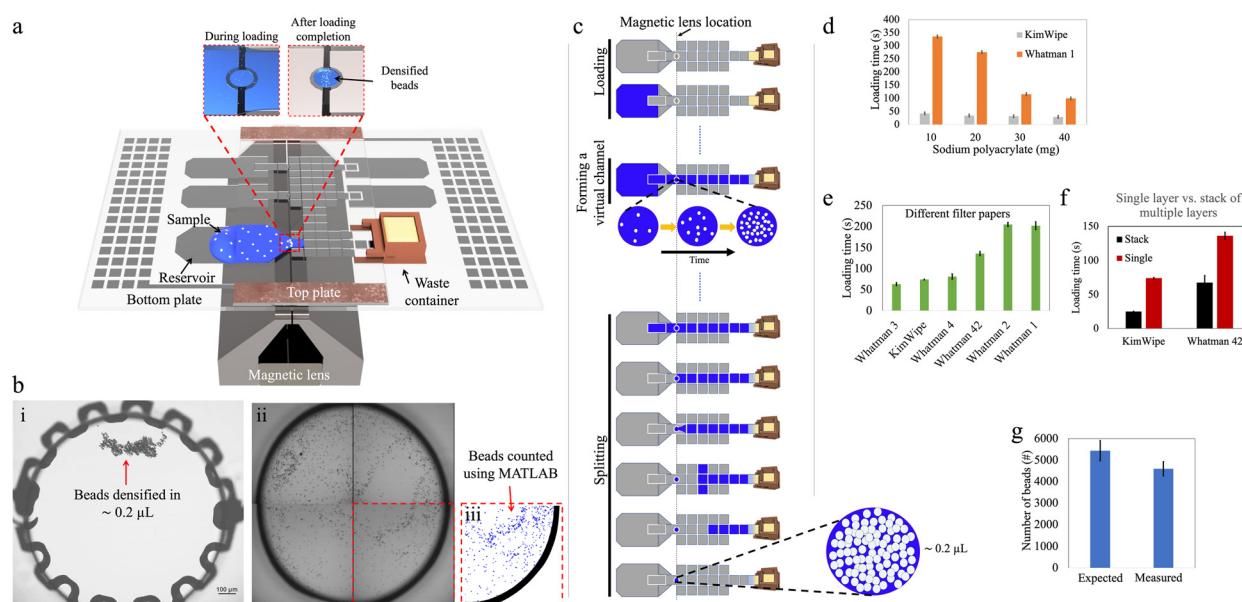 a
During loading
After loading
completion
Densified
beads
Sample
Reservoir
Bottom plate
Top plate
Waste
container
Magnetic lens
b
i
Beads densified in
~ 0.2 µL
100 µm
ii
Beads counted
using MATLAB
iii
c
Magnetic lens location
Loading
Forming a
virtual channel
Time
Splitting
~ 0.2 µL
d
KimWipe
Whatman 1
Loading time (s)
400
350
300
250
200
150
100
50
0
10
20
30
40
Sodium polyacrylate (mg)
e
Different filter papers
Loading time (s)
250
200
150
100
50
0
Whatman 3
KimWipe
Whatman 4
Whatman 42
Whatman 2
Whatman 1
f
Single layer vs. stack of
multiple layers
Stack
Single
Loading time (s)
150
100
50
0
KimWipe
Whatman 42
g
Number of beads (#)
6000
5000
4000
3000
2000
1000
0
Expected
Measured